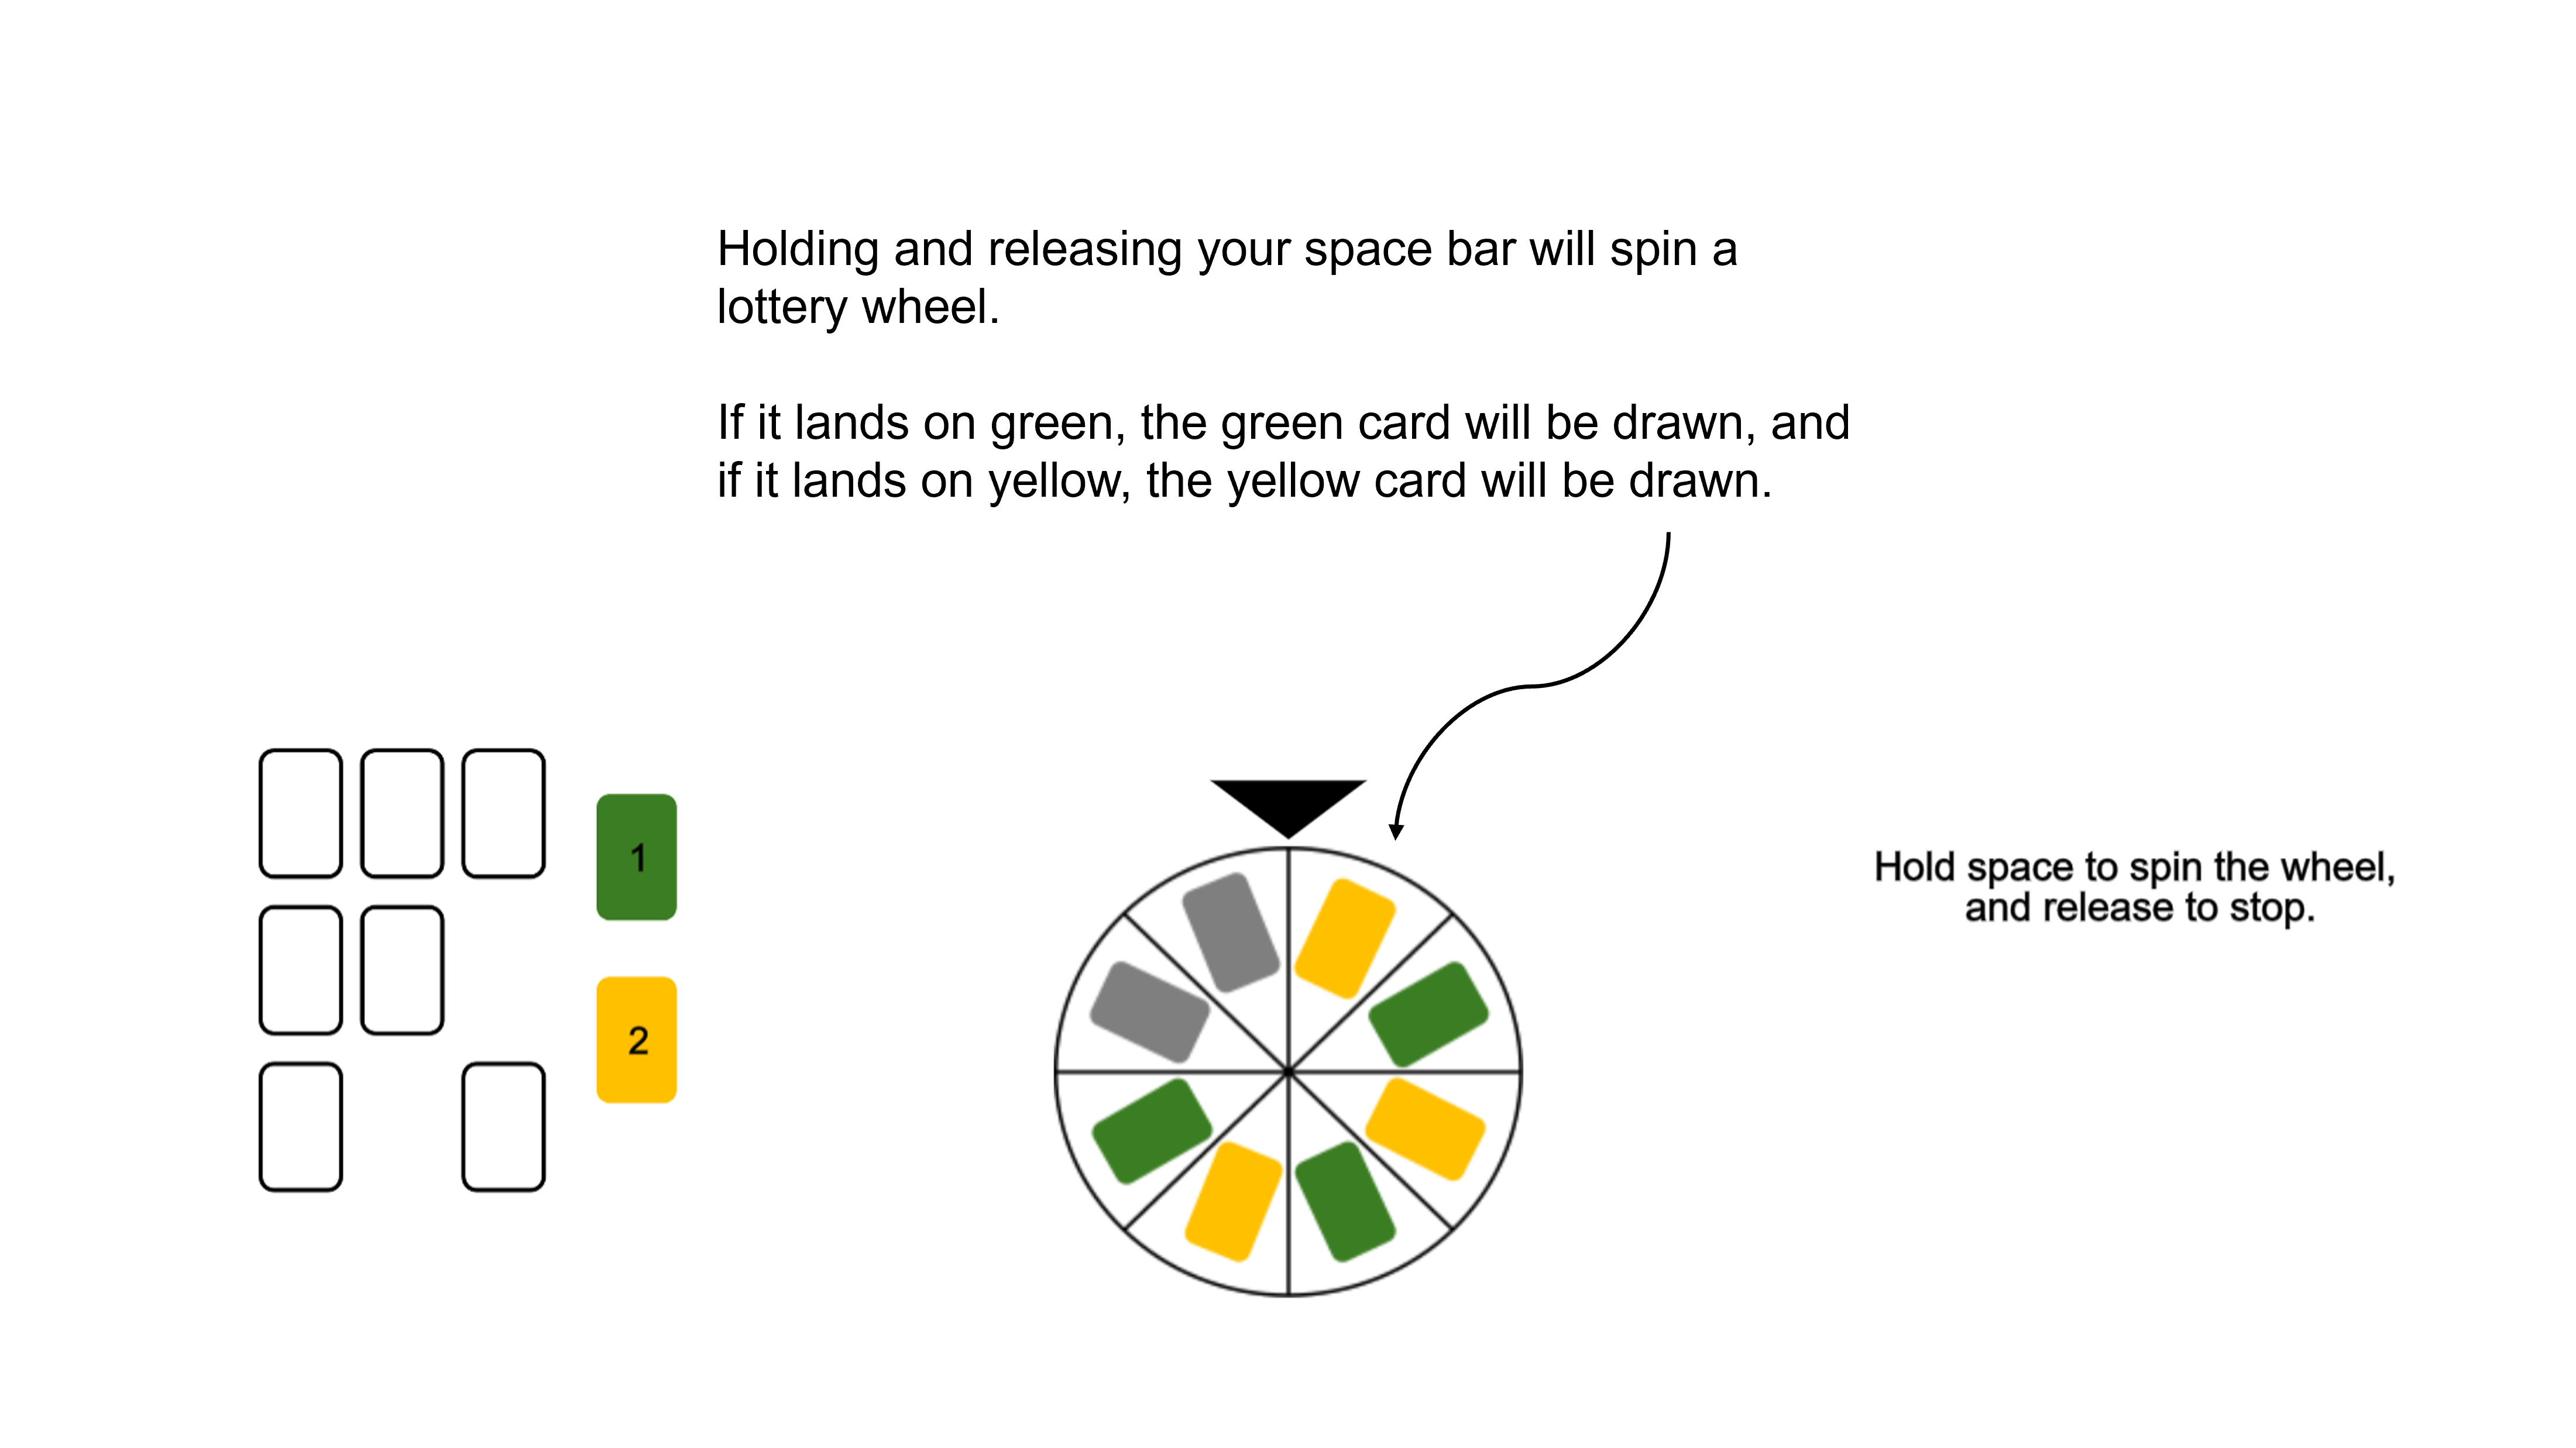 Holding and releasing your space bar will spin a
lottery wheel.
If it lands on green, the green card will be drawn, and
if it lands on yellow, the yellow card will be drawn.
1
2
Hold space to spin the wheel,
and release to stop.